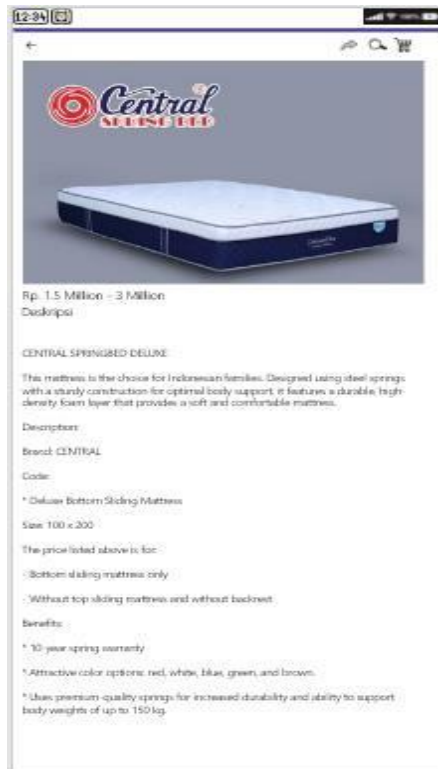 12:34
Central
SPRING BED
Rp. 1.5 Million - 3 Million
Deskripsi
CENTRAL SPRINGBED DELUXE
This mattress is the choice for Indonesian families. Designed using steel springs
with a sturdy construction for optimal body support, it features a durable, high-
density foam layer that provides a soft and comfortable mattress.
Description:
Brand: CENTRAL
Code:
* Deluxe Bottom Sliding Mattress
Size: 100 x 200
The price listed above is for:
- Bottom sliding mattress only
- Without top sliding mattress and without backrest
Benefits:
* 10-year spring warranty
* Attractive color options: red, white, blue, green, and brown.
* Uses premium-quality springs for increased durability and ability to support
body weights of up to 150 kg.